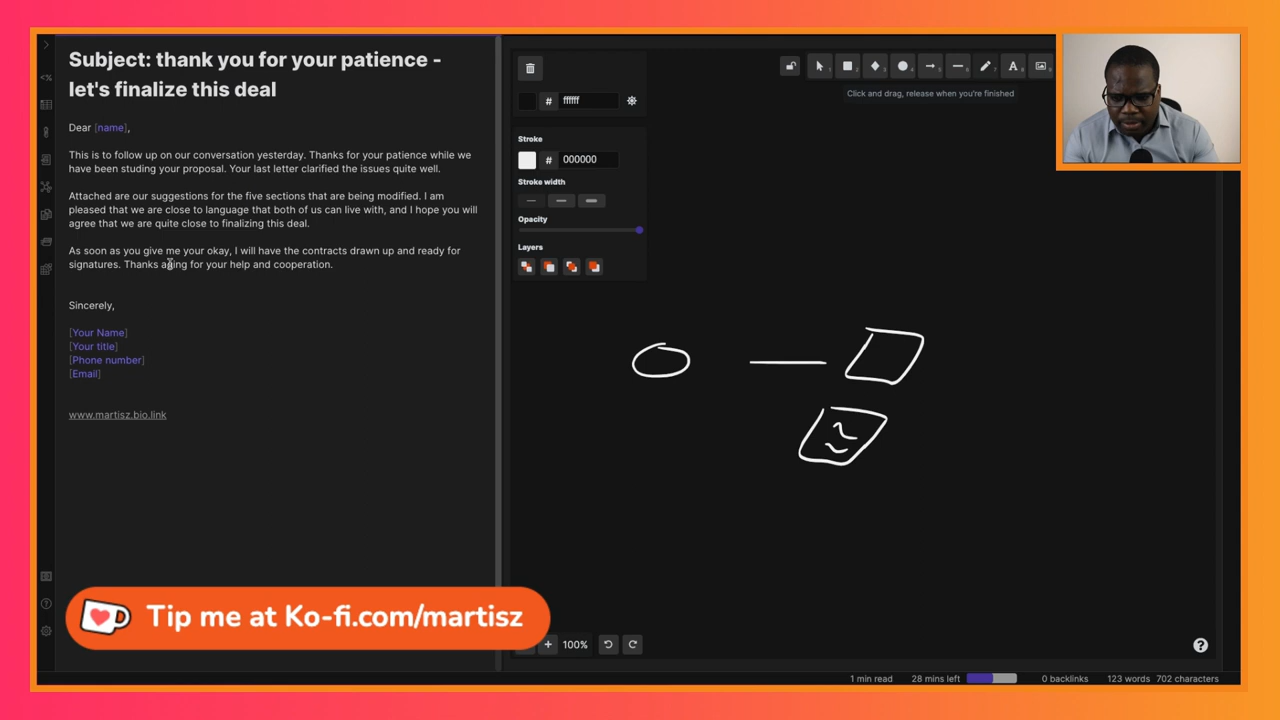 Subject: thank you for your patience -
let's finalize this deal
Dear [name],
This is to follow up on our conversation yesterday. Thanks for your patience while we
have been studing your proposal. Your last letter clarified the issues quite well.
Attached are our suggestions for the five sections that are being modified. I am
pleased that we are close to language that both of us can live with, and I hope you will
agree that we are quite close to finalizing this deal.
As soon as you give me your okay, I will have the contracts drawn up and ready for
signatures. Thanks aging for your help and cooperation.
Sincerely,
[Your Name]
[Your title]
[Phone number]
[Email]
www.martisz.bio.link
Tip me at Ko-fi.com/martisz
# ffffff
Stroke
# 000000
Stroke width
Opacity
Layers
A
Click and drag, release when you're finished
+ 100%
?
1 min read 28 mins left 0 backlinks 123 words 702 characters